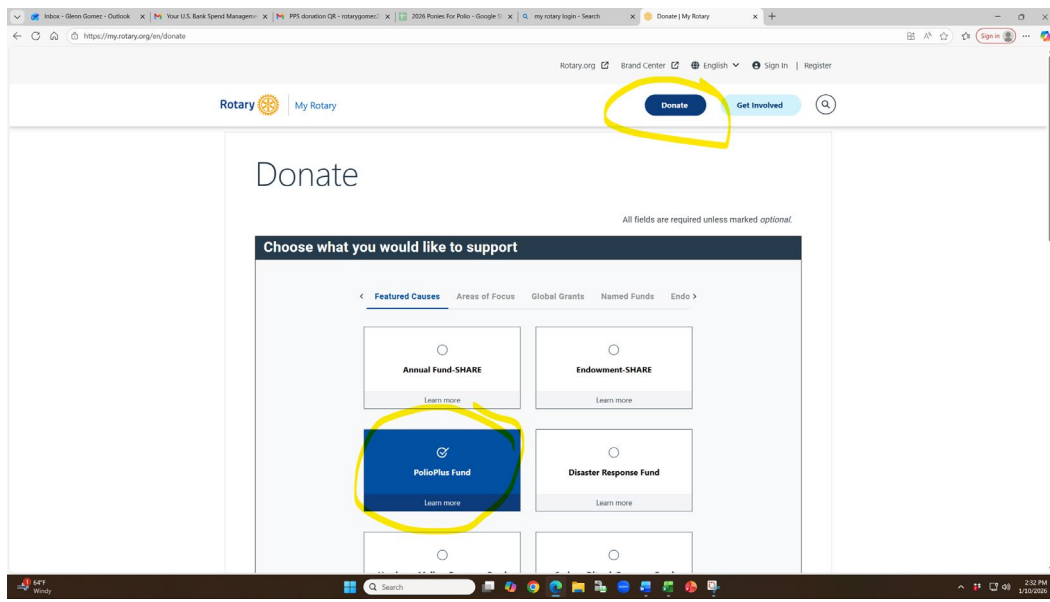 Inbox - Glenn Gomez - Outlook
Your U.S. Bank Spend Managem
PPS donation QR - rotarygomez
2026 Ponies For Polio - Google S
my rotary login - Search
Donate | My Rotary
https://my.rotary.org/en/donate
Sign in
Rotary.org
Brand Center
English
Sign In | Register
Rotary
My Rotary
Donate
Get Involved
Donate
All fields are required unless marked optional.
Choose what you would like to support
Featured Causes
Areas of Focus
Global Grants
Named Funds
Endo
Annual Fund-SHARE
Endowment-SHARE
Learn more
Learn more
PolioPlus Fund
Disaster Response Fund
Learn more
Learn more
64°F
Windy
Search
2:32 PM
1/10/2026